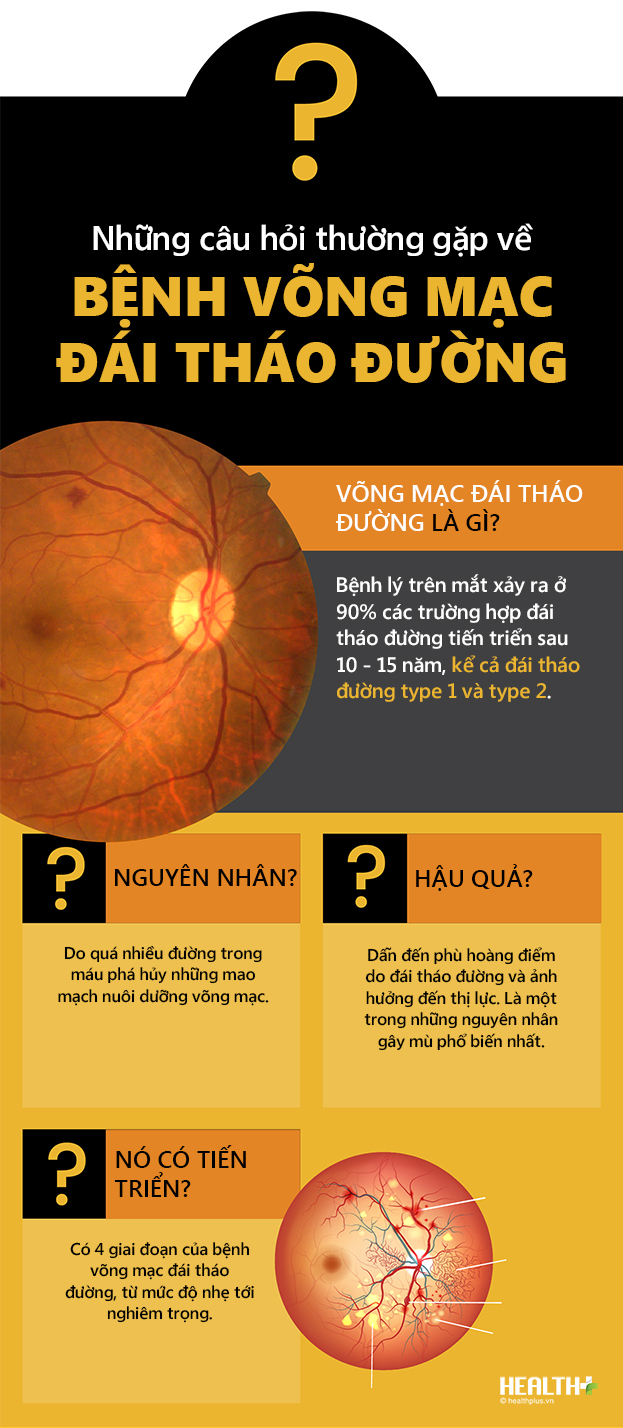 ?
Những câu hỏi thường gặp về
BỆNH VÕNG MẠC
ĐÁI THÁO ĐƯỜNG
VÕNG MẠC ĐÁI THÁO
ĐƯỜNG LÀ GÌ?
Bệnh lý trên mắt xảy ra ở
90% các trường hợp đái
tháo đường tiến triển sau
10 - 15 năm, kể cả đái tháo
đường type 1 và type 2.
? NGUYÊN NHÂN?
Do quá nhiều đường trong
máu phá hủy những mao
mạch nuôi dưỡng võng mạc.
? HẬU QUẢ?
Dẫn đến phù hoàng điểm
do đái tháo đường và ảnh
hưởng đến thị lực. Là một
trong những nguyên nhân
gây mù phổ biến nhất.
? NÓ CÓ TIẾN
TRIỂN?
Có 4 giai đoạn của bệnh
võng mạc đái tháo
đường, từ mức độ nhẹ tới
nghiêm trọng.
HEALTH+
© healthplus.vn